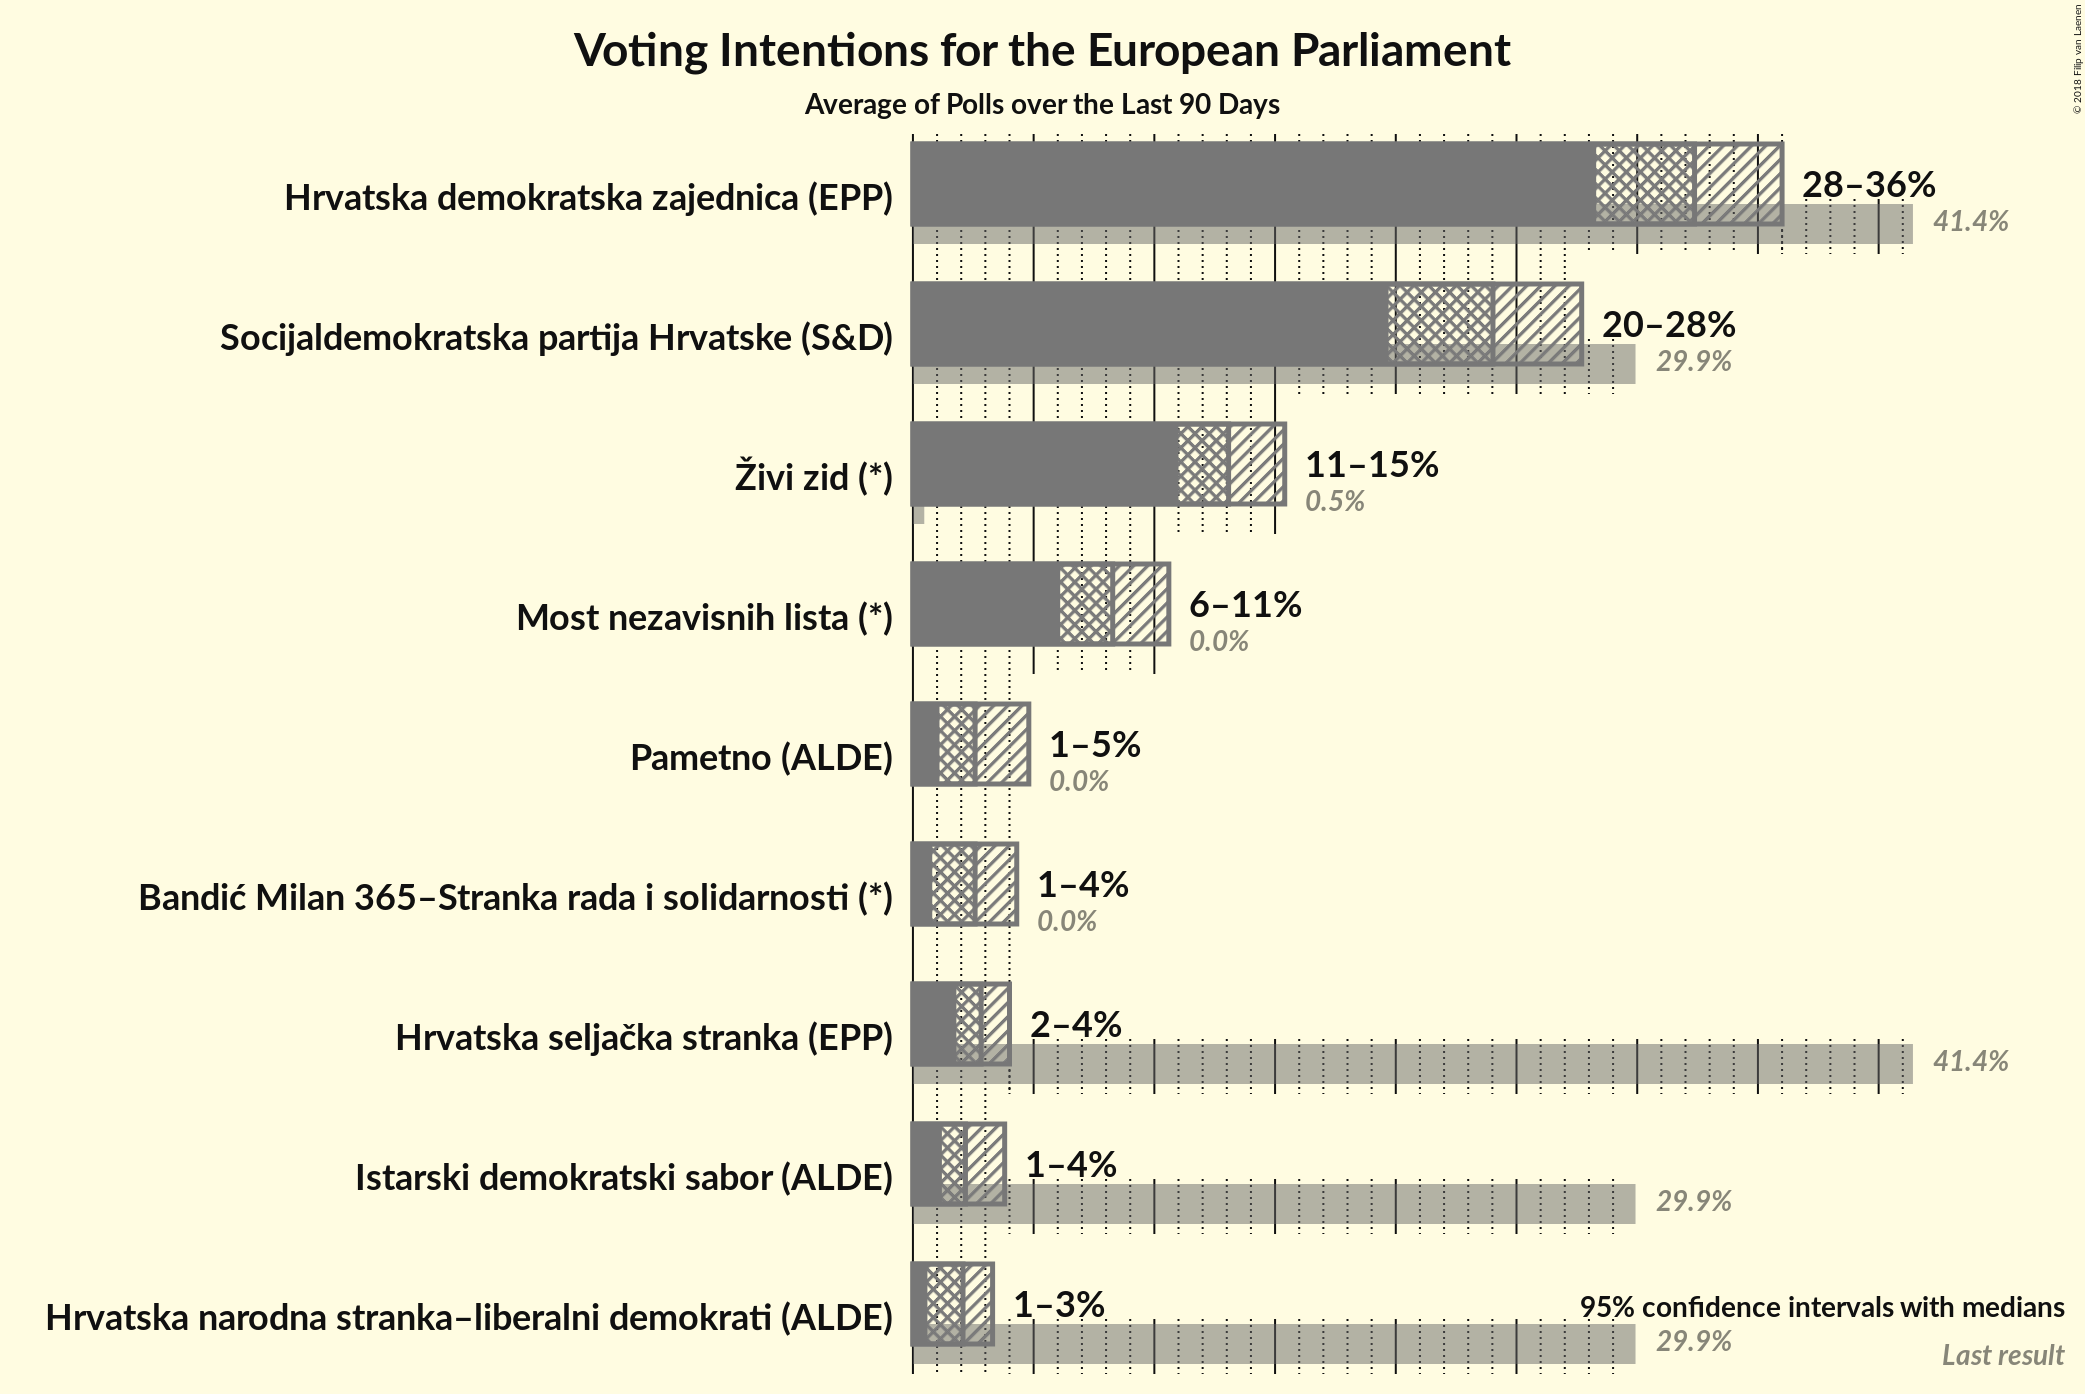 Voting Intentions for the European Parliament
Average of Polls over the Last 90 Days
© 2018 Filip van Laenen
Hrvatska demokratska zajednica (EPP)
28–36%
41.4%
Socijaldemokratska partija Hrvatske (S&D)
20–28%
29.9%
Živi zid (*)
11–15%
0.5%
Most nezavisnih lista (*)
6–11%
0.0%
Pametno (ALDE)
1–5%
0.0%
Bandić Milan 365–Stranka rada i solidarnosti (*)
1–4%
0.0%
Hrvatska seljačka stranka (EPP)
2–4%
41.4%
Istarski demokratski sabor (ALDE)
1–4%
29.9%
Hrvatska narodna stranka–liberalni demokrati (ALDE)
1–3%
29.9%
95% confidence intervals with medians
Last result